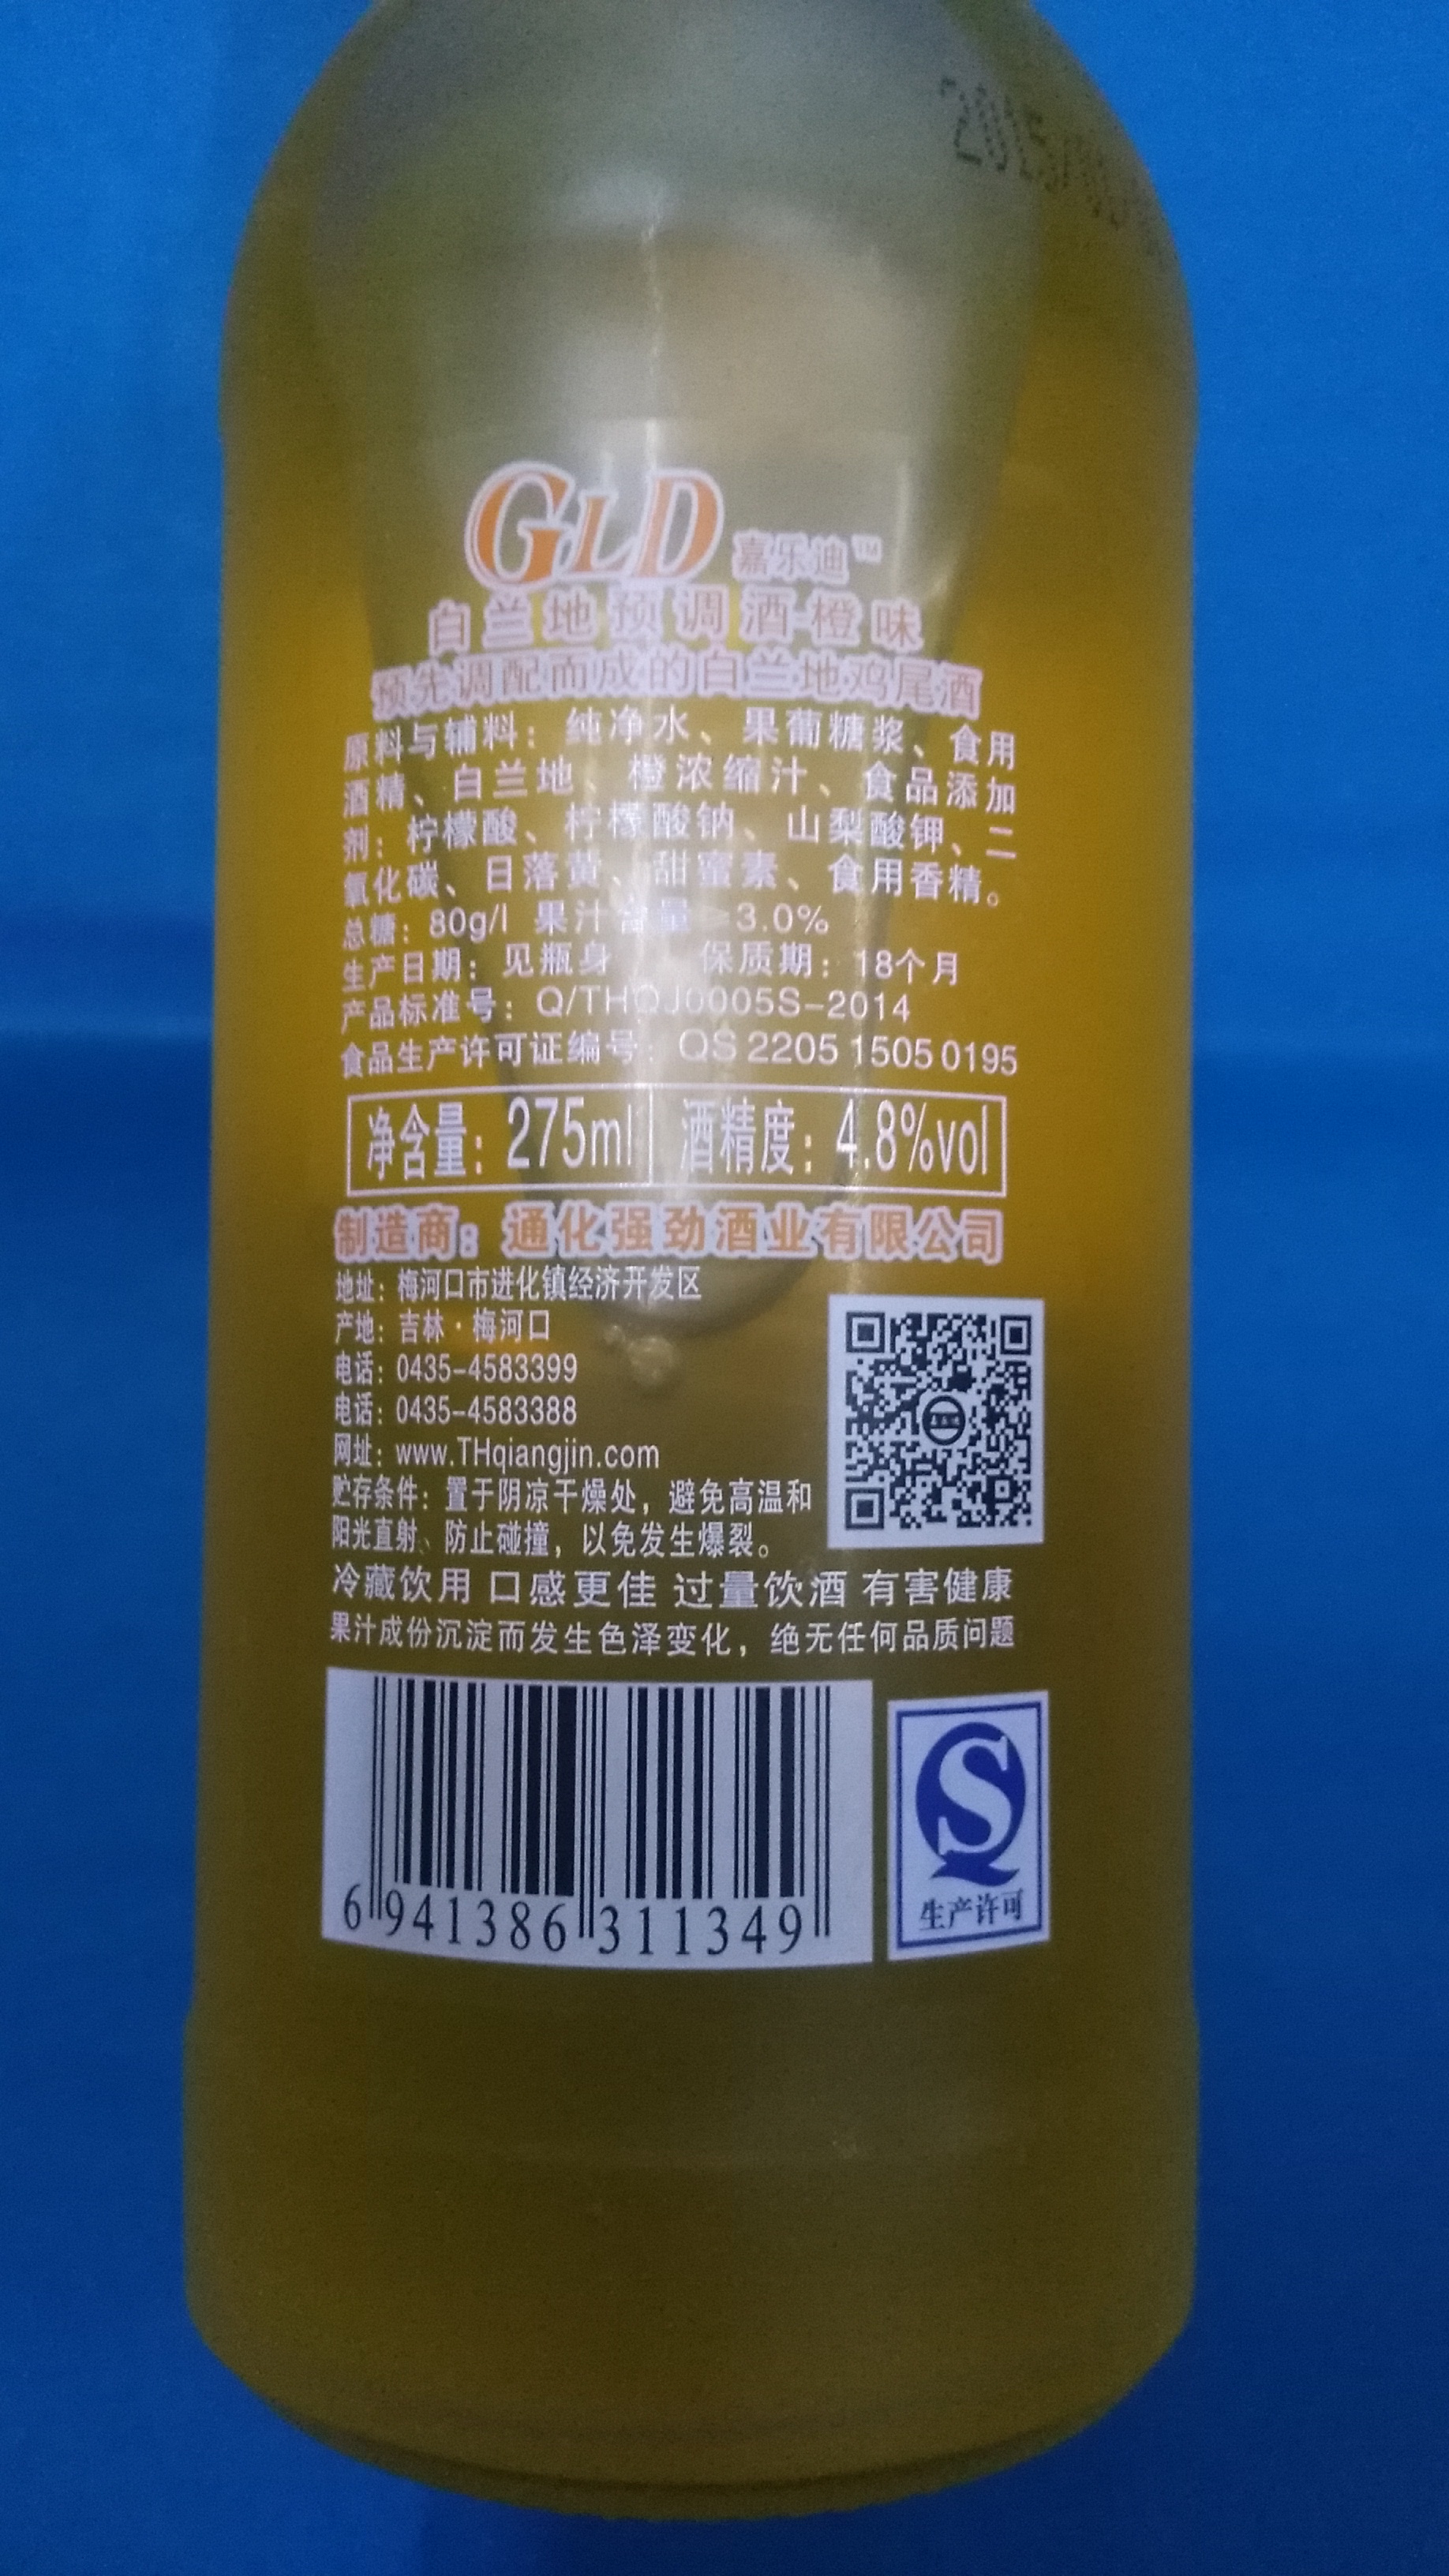 2015
GLD 嘉乐迪™
白兰地预调酒-橙味
预先调配而成的白兰地鸡尾酒
原料与辅料：纯净水、果葡糖浆、食用
酒精、白兰地、橙浓缩汁、食品添加
剂：柠檬酸、柠檬酸钠、山梨酸钾、二
氧化碳、日落黄、甜蜜素、食用香精。
总糖：80g/l 果汁含量≥3.0%
生产日期：见瓶身 保质期：18个月
产品标准号：Q/THQJ0005S-2014
食品生产许可证编号：QS 2205 1505 0195
净含量：275ml 酒精度：4.8%vol
制造商：通化强劲酒业有限公司
地址：梅河口市进化镇经济开发区
产地：吉林·梅河口
电话：0435-4583399
电话：0435-4583388
网址：www.THqiangjin.com
贮存条件：置于阴凉干燥处，避免高温和
阳光直射、防止碰撞，以免发生爆裂。
冷藏饮用 口感更佳 过量饮酒 有害健康
果汁成份沉淀而发生色泽变化，绝无任何品质问题
6 941386 311349
生产许可